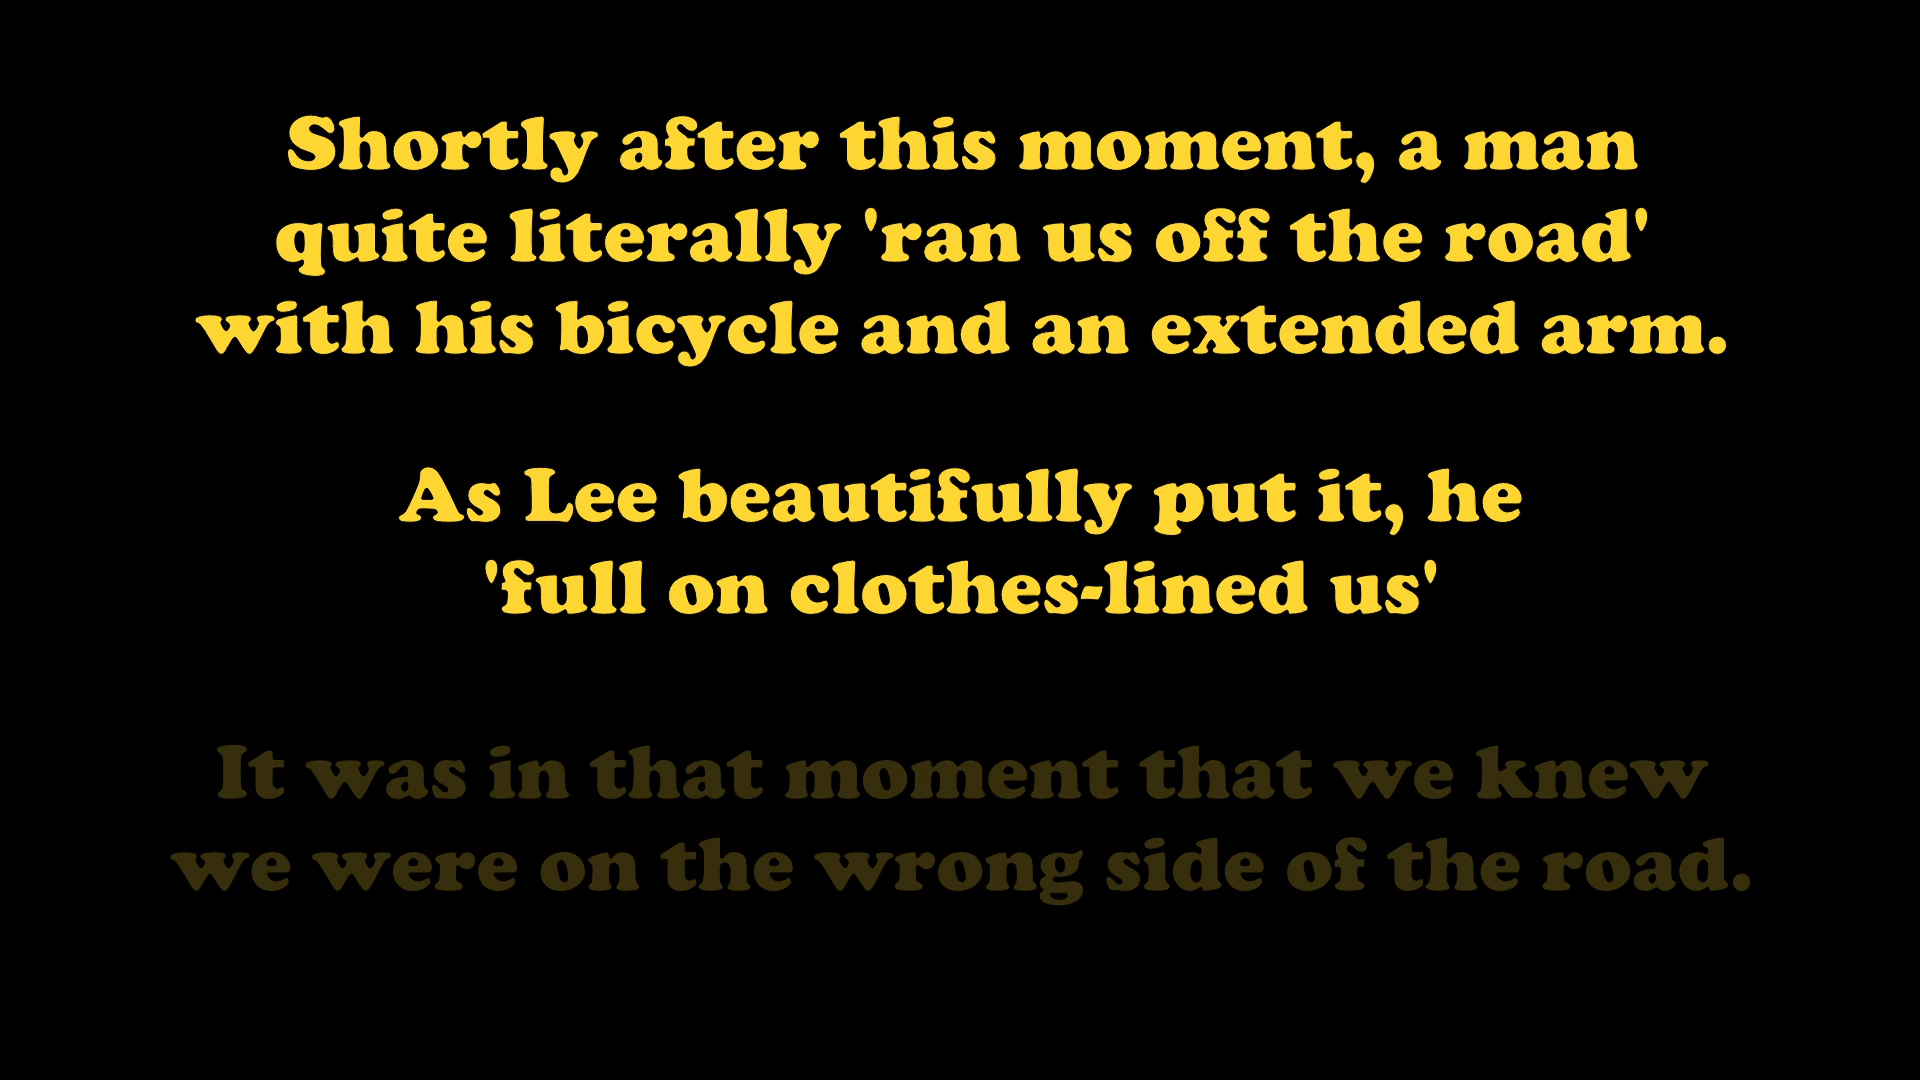 Shortly after this moment, a man
quite literally 'ran us off the road'
with his bicycle and an extended arm.
As Lee beautifully put it, he
'full on clothes-lined us'
It was in that moment that we knew
we were on the wrong side of the road.